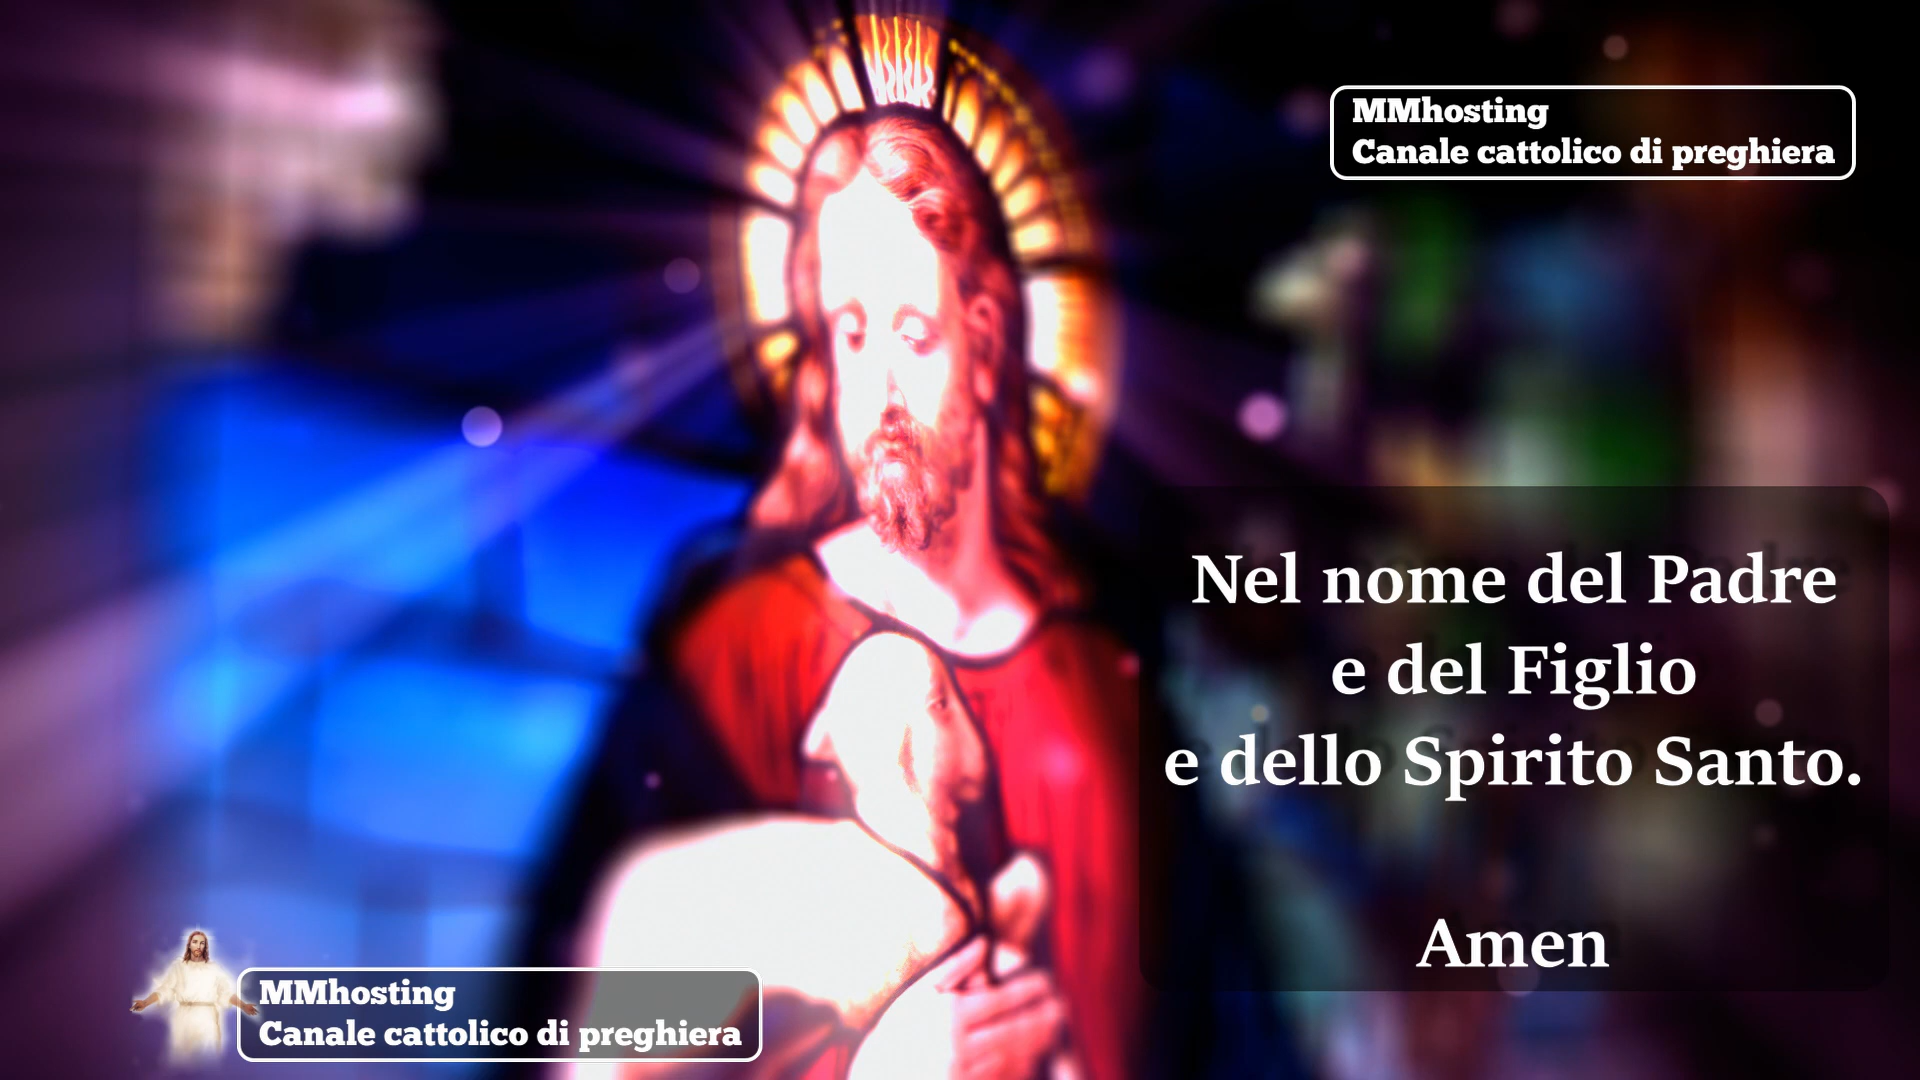 MMhosting
Canale cattolico di preghiera
Nel nome del Padre
e del Figlio
e dello Spirito Santo.
Amen
MMhosting
Canale cattolico di preghiera